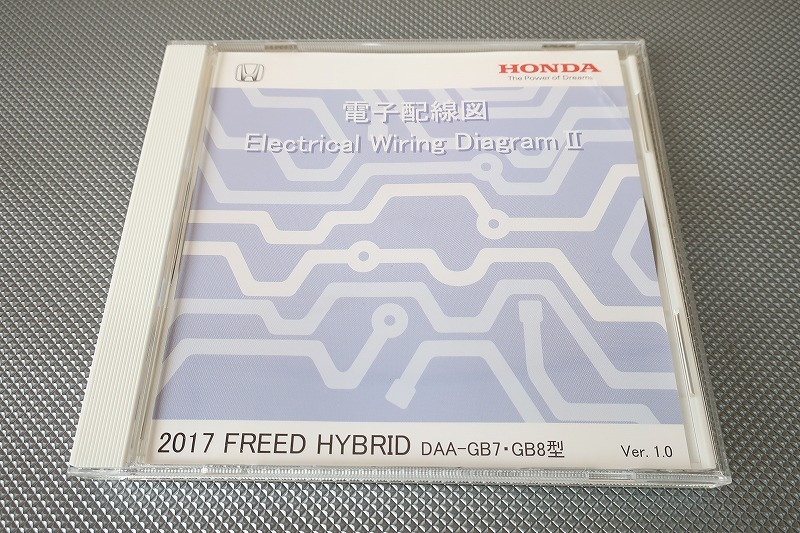 HONDA
The Power of Dreams
電子配線図
Electrical Wiring Diagram II
2017 FREED HYBRID DAA-GB7・GB8型
Ver. 1.0